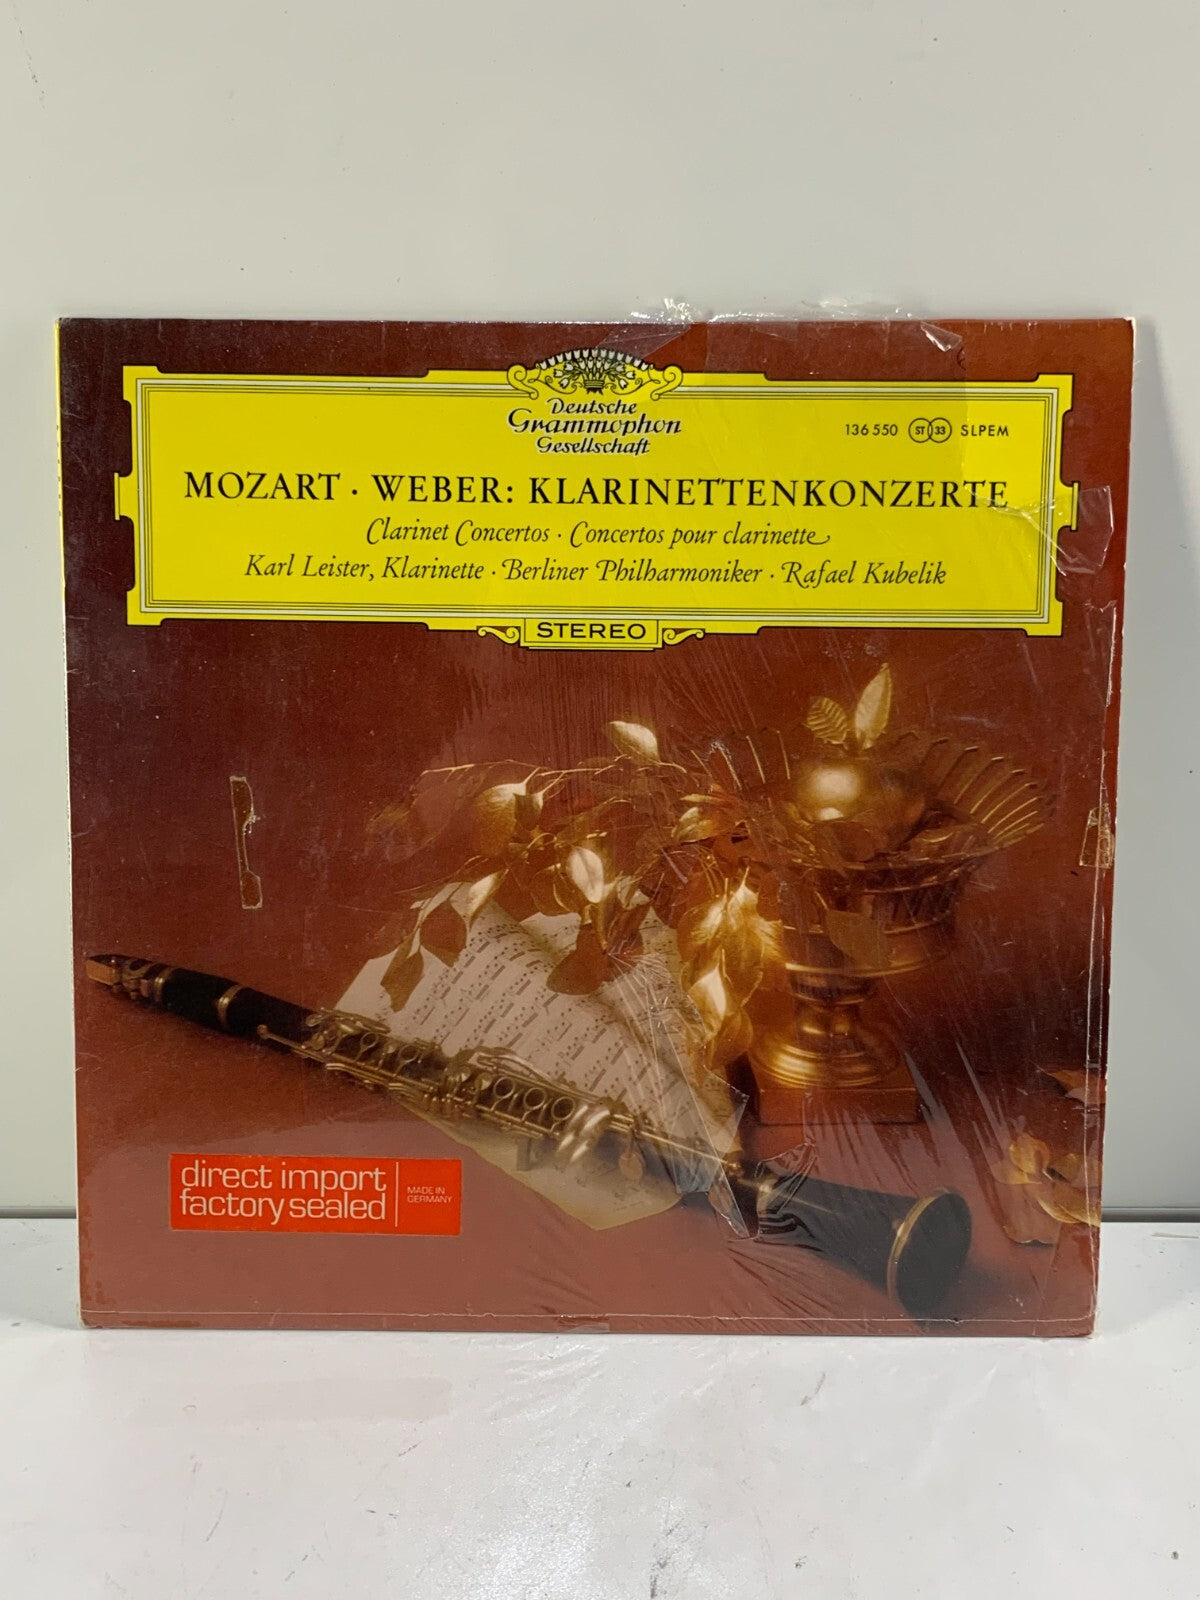 Deutsche
Grammophon
Gesellschaft
136 550 ST 33 SLPEM
MOZART · WEBER: KLARINETTENKONZERTE
Clarinet Concertos · Concertos pour clarinette
Karl Leister, Klarinette · Berliner Philharmoniker · Rafael Kubelik
STEREO
direct import
factory sealed
MADE IN
GERMANY